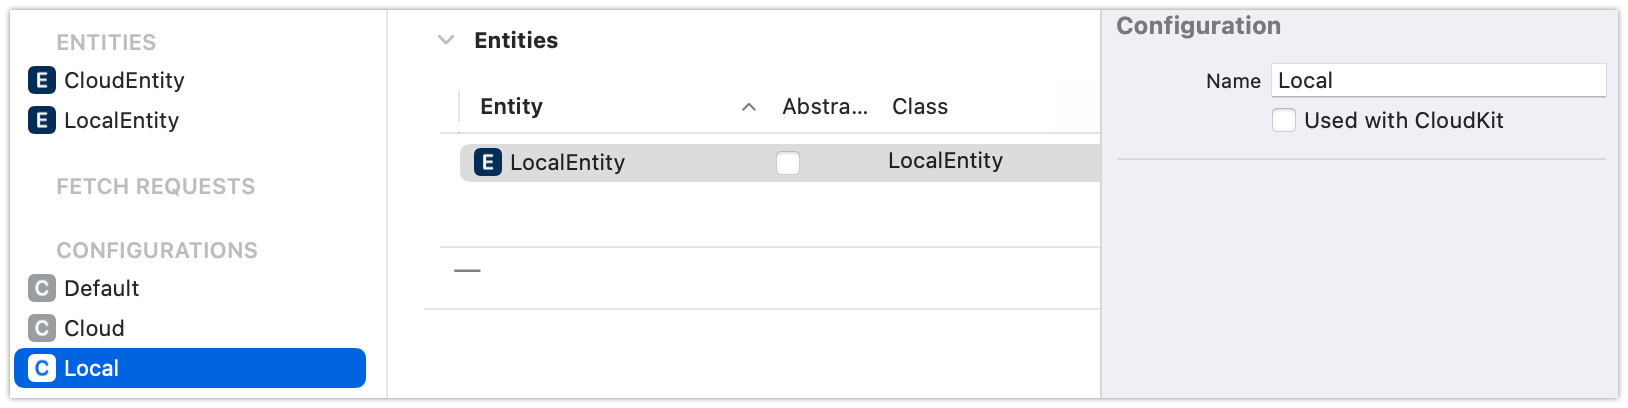 ENTITIES
E CloudEntity
E LocalEntity
FETCH REQUESTS
CONFIGURATIONS
C Default
C Cloud
C Local
Entities
Entity Abstra... Class
E LocalEntity LocalEntity
Configuration
Name Local
Used with CloudKit